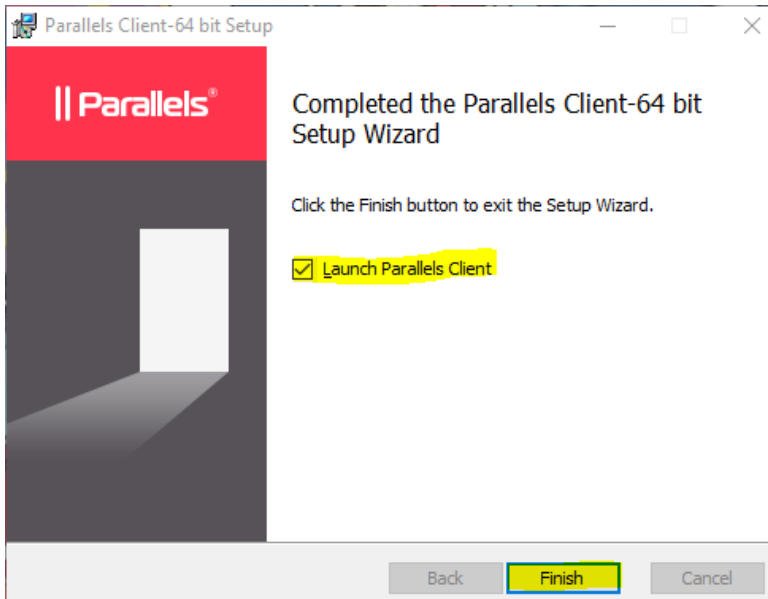 Parallels Client-64 bit Setup
|| Parallels®
Completed the Parallels Client-64 bit
Setup Wizard
Click the Finish button to exit the Setup Wizard.
Launch Parallels Client
Back Finish Cancel